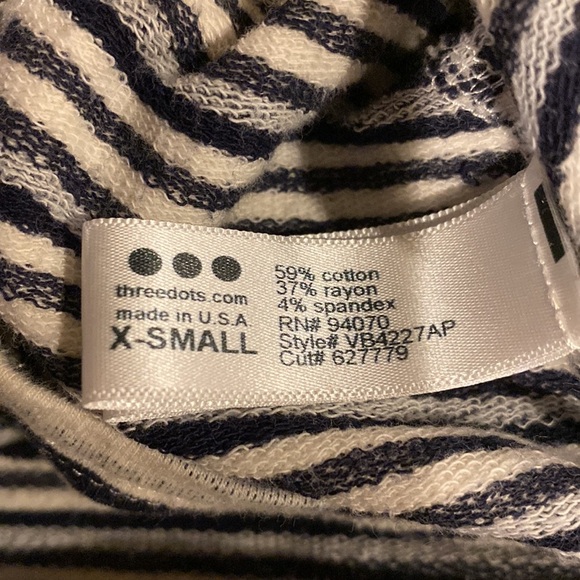 threedots.com
made in U.S.A
X-SMALL
59% cotton
37% rayon
4% spandex
RN# 94070
Style# VB4227AP
Cut# 627779